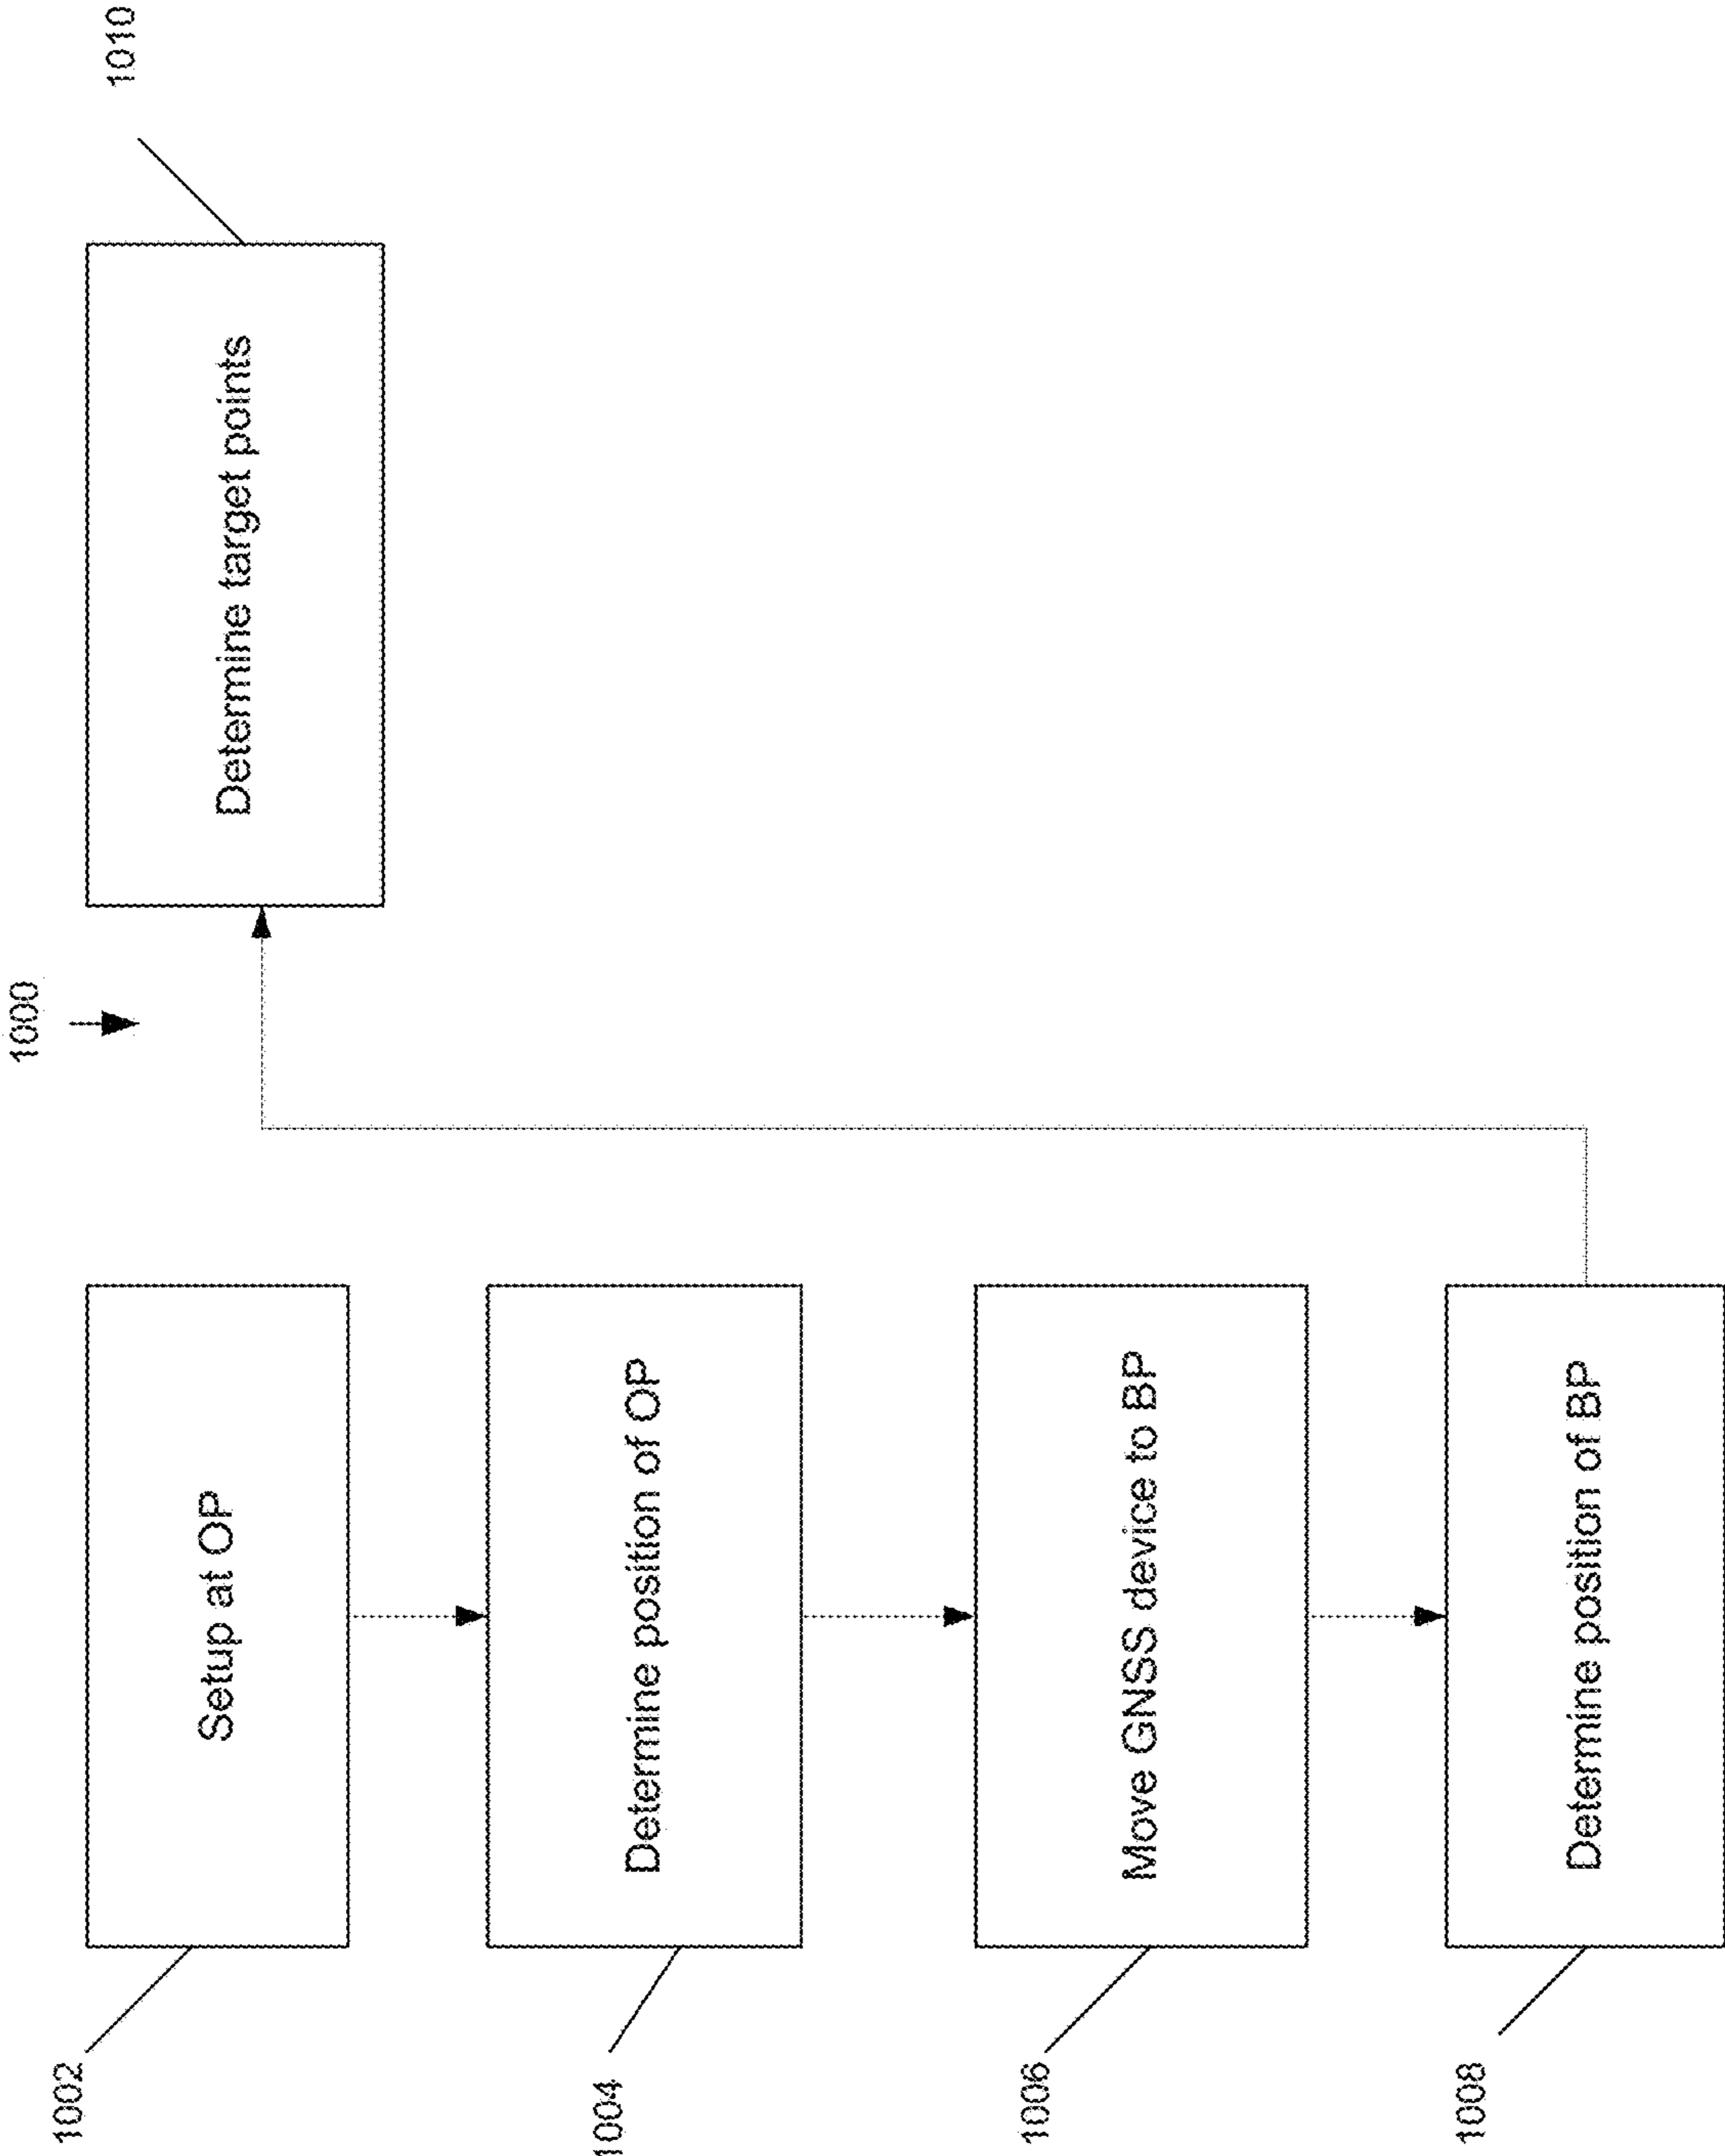 1000
1002
Setup at OP
1004
Determine position of OP
1006
Move GNSS device to BP
1008
Determine position of BP
1010
Determine target points